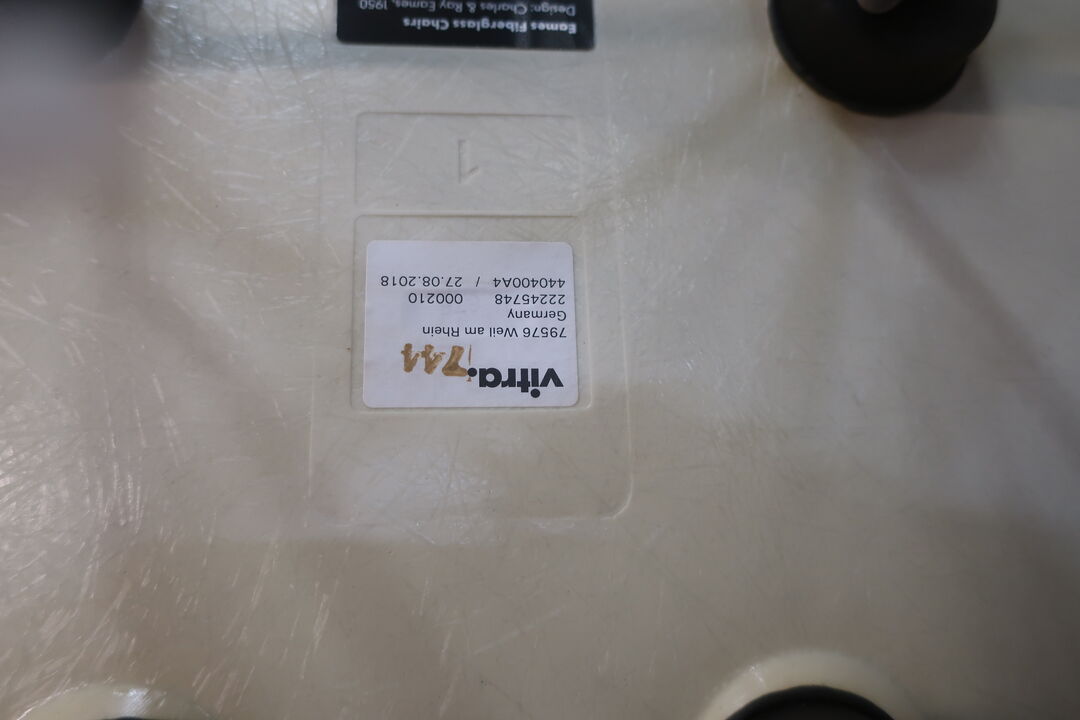 vitra.
711
79576 Weil am Rhein
Germany
22245748 000210
440400A4 / 27.08.2018
1
Eames Fiberglass Chairs
Design: Charles & Ray Eames, 1950